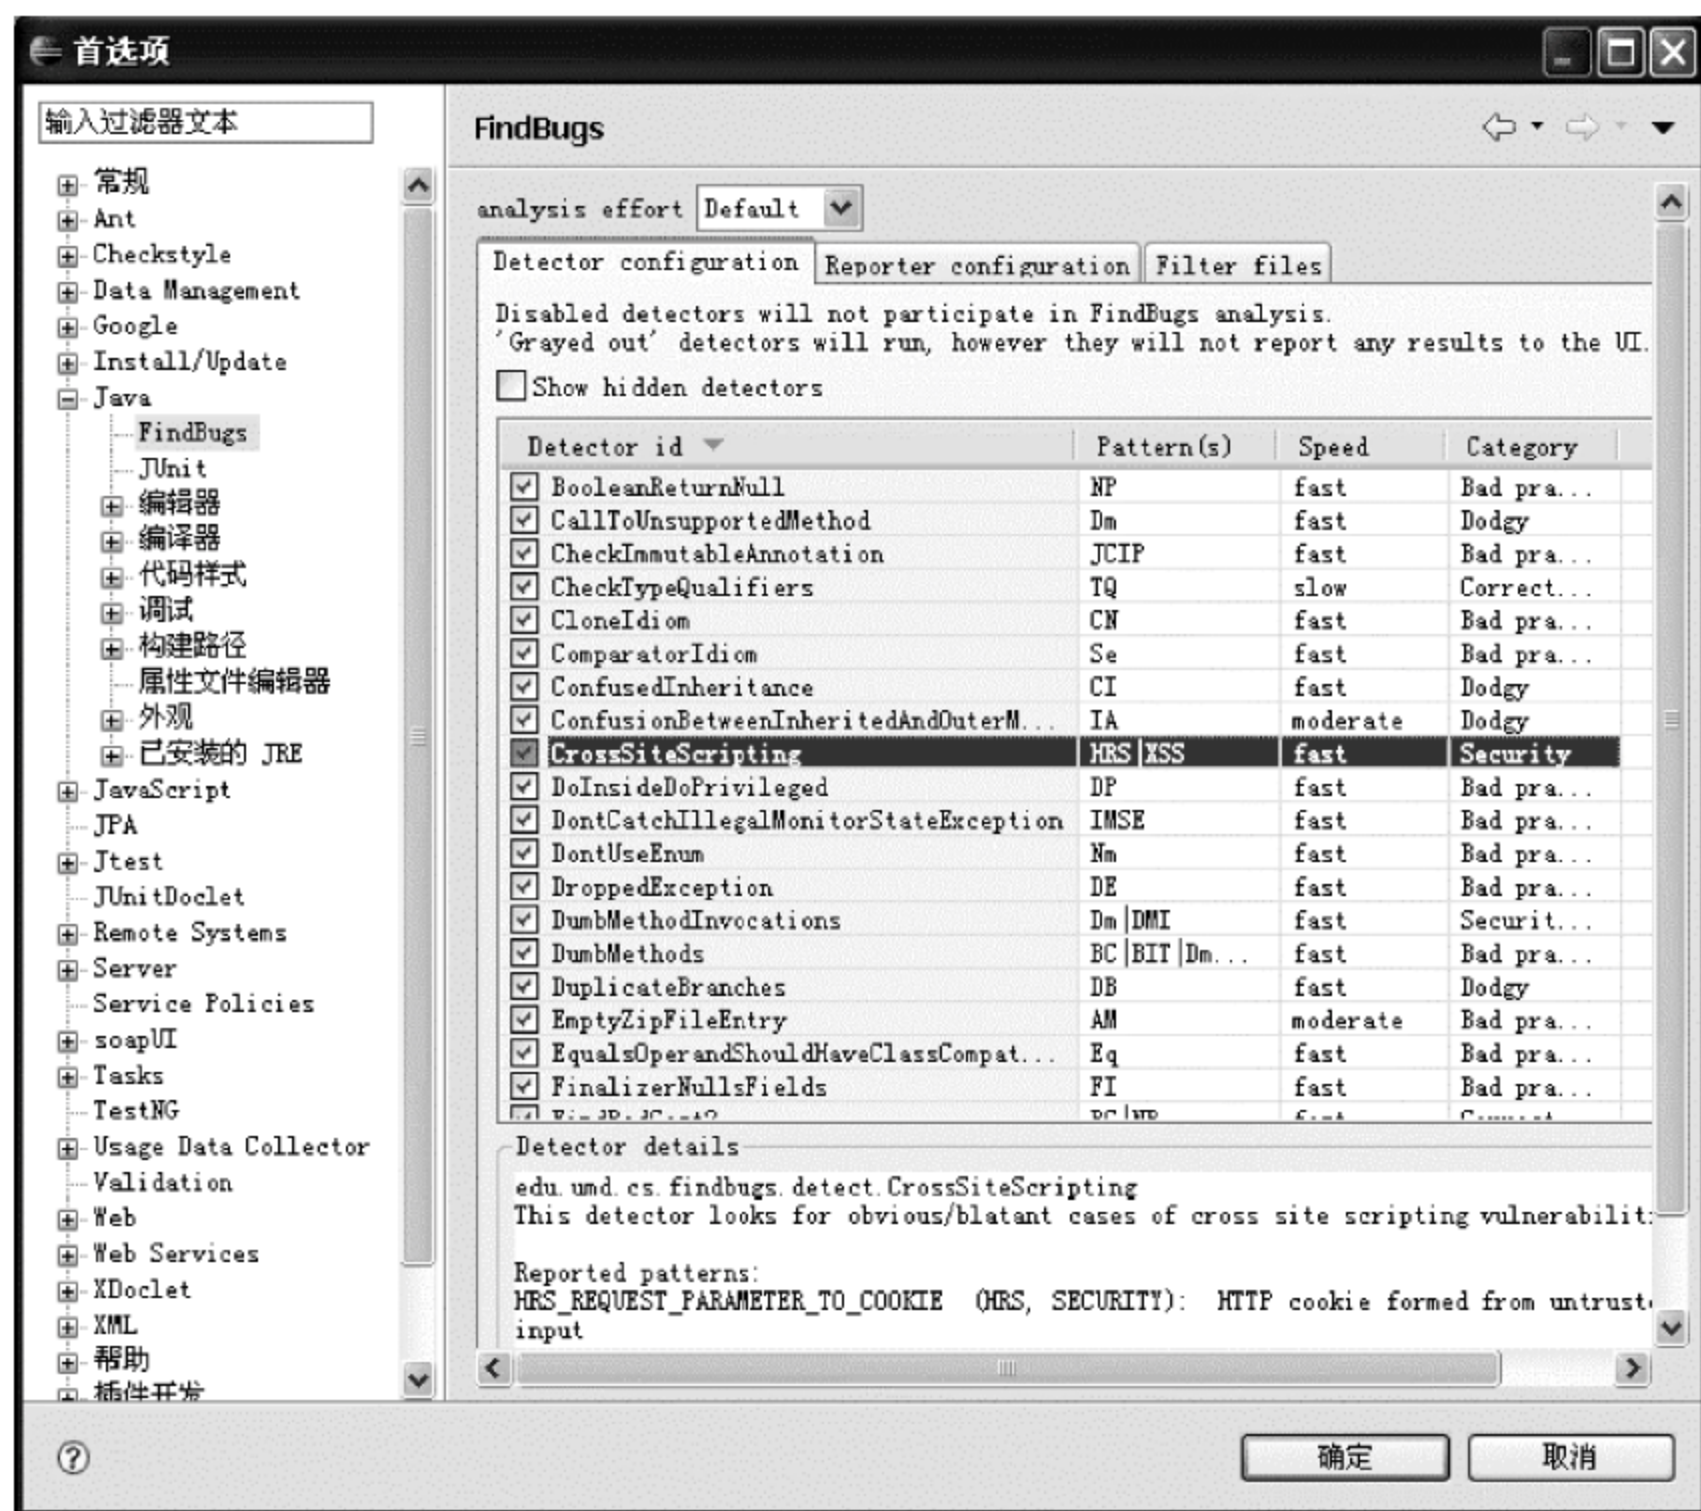 首选项
输入过滤器文本
常规
Ant
Checkstyle
Data Management
Google
Install/Update
Java
FindBugs
JUnit
编辑器
编译器
代码样式
调试
构建路径
属性文件编辑器
外观
已安装的 JRE
JavaScript
JPA
Jtest
JUnitDoclet
Remote Systems
Server
Service Policies
soapUI
Tasks
TestNG
Usage Data Collector
Validation
Web
Web Services
XDoclet
XML
帮助
插件开发
FindBugs
analysis effort Default
Detector configuration Reporter configuration Filter files
Disabled detectors will not participate in FindBugs analysis.
'Grayed out' detectors will run, however they will not report any results to the UI.
Show hidden detectors
Detector id Pattern(s) Speed Category
BooleanReturnNull NP fast Bad pra...
CallToUnsupportedMethod Dm fast Dodgy
CheckImmutableAnnotation JCIP fast Bad pra...
CheckTypeQualifiers TQ slow Correct...
CloneIdiom CN fast Bad pra...
ComparatorIdiom Se fast Bad pra...
ConfusedInheritance CI fast Dodgy
ConfusionBetweenInheritedAndOuterM... IA moderate Dodgy
CrossSiteScripting HRS|XSS fast Security
DoInsideDoPrivileged DP fast Bad pra...
DontCatchIllegalMonitorStateException IMSE fast Bad pra...
DontUseEnum Nm fast Bad pra...
DroppedException DE fast Bad pra...
DumbMethodInvocations Dm|DMI fast Securit...
DumbMethods BC|BIT|Dm... fast Bad pra...
DuplicateBranches DB fast Dodgy
EmptyZipFileEntry AM moderate Bad pra...
EqualsOperandShouldHaveClassCompat... Eq fast Bad pra...
FinalizerNullsFields FI fast Bad pra...
Detector details
edu.umd.cs.findbugs.detect.CrossSiteScripting
This detector looks for obvious/blatant cases of cross site scripting
Reported patterns:
HRS_REQUEST_PARAMETER_TO_COOKIE (HRS, SECURITY): HTTP cookie formed from
input
确定 取消